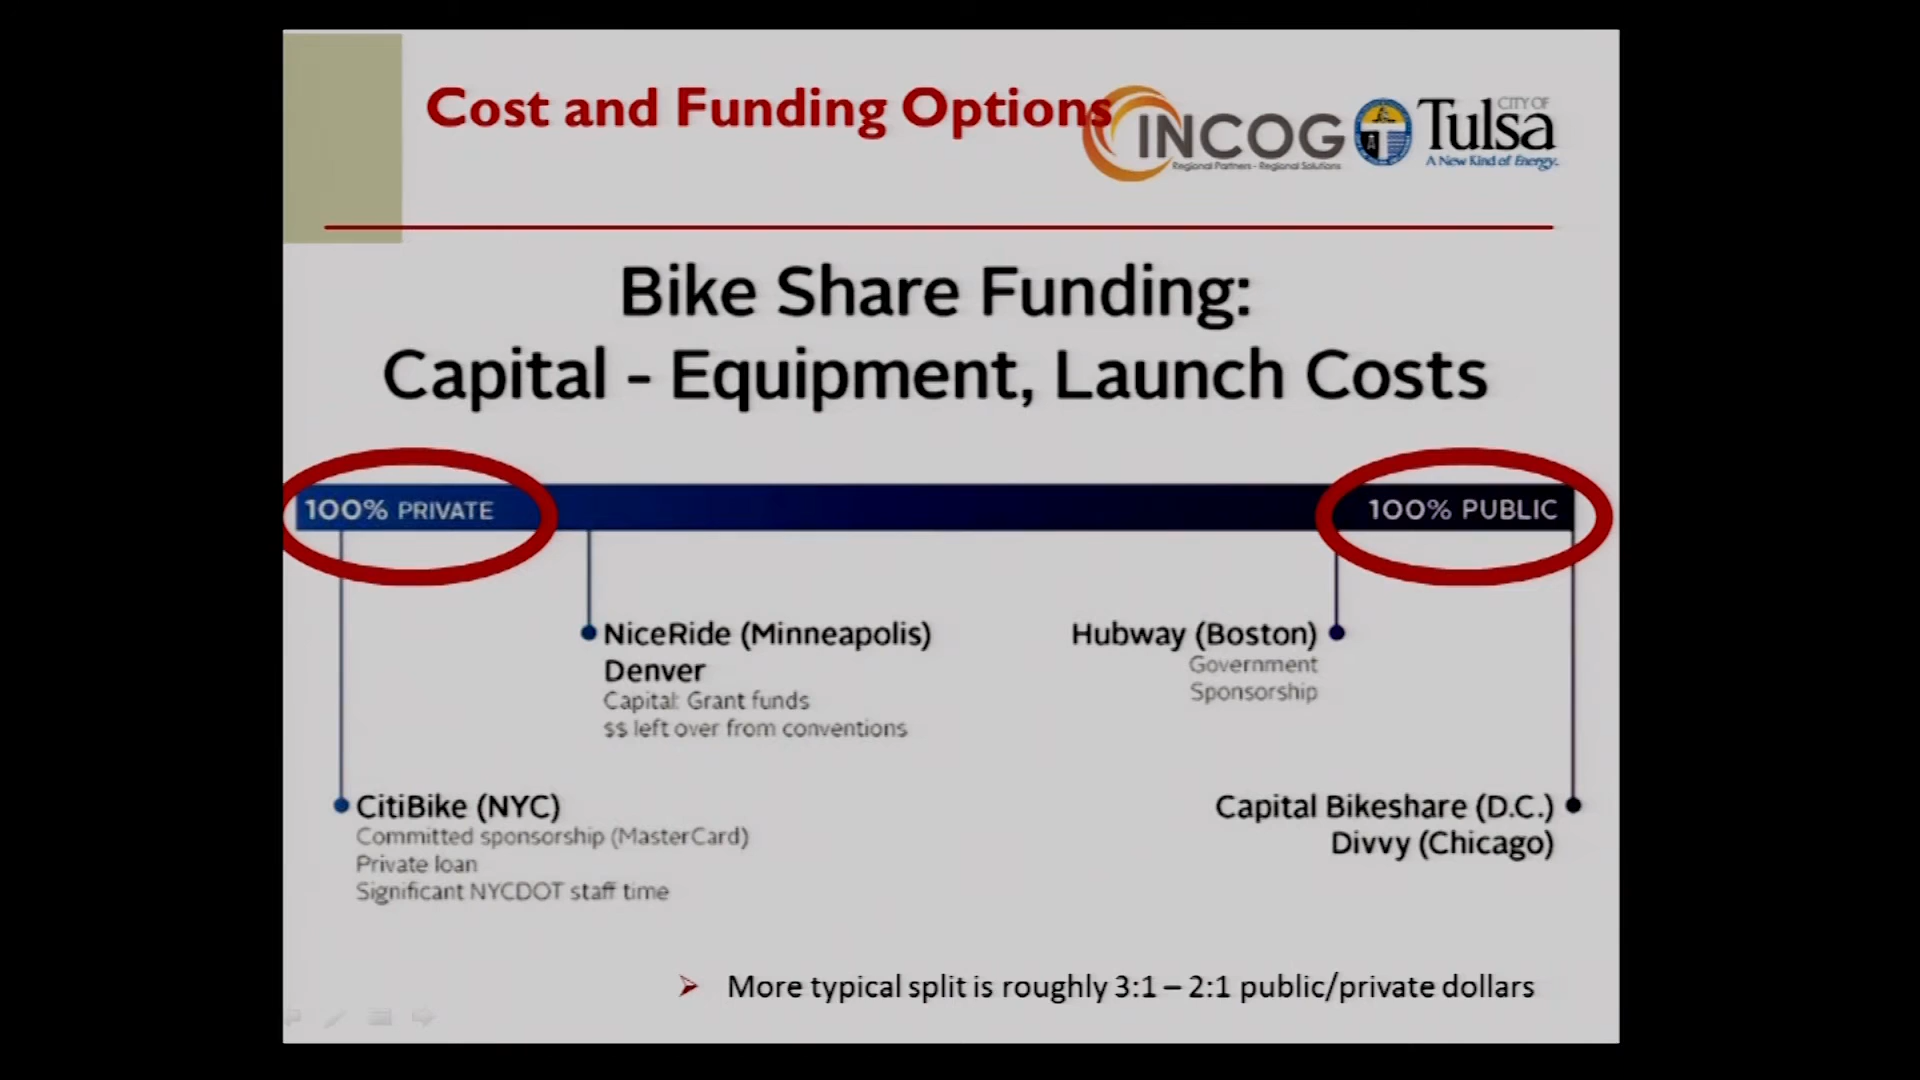 Cost and Funding Options
INCOG
Regional Partners - Regional Solutions
CITY OF
Tulsa
A New Kind of Energy.
Bike Share Funding:
Capital - Equipment, Launch Costs
100% PRIVATE
100% PUBLIC
NiceRide (Minneapolis)
Denver
Capital: Grant funds
$$ left over from conventions
Hubway (Boston)
Government
Sponsorship
CitiBike (NYC)
Committed sponsorship (MasterCard)
Private loan
Significant NYCDOT staff time
Capital Bikeshare (D.C.)
Divvy (Chicago)
More typical split is roughly 3:1 – 2:1 public/private dollars